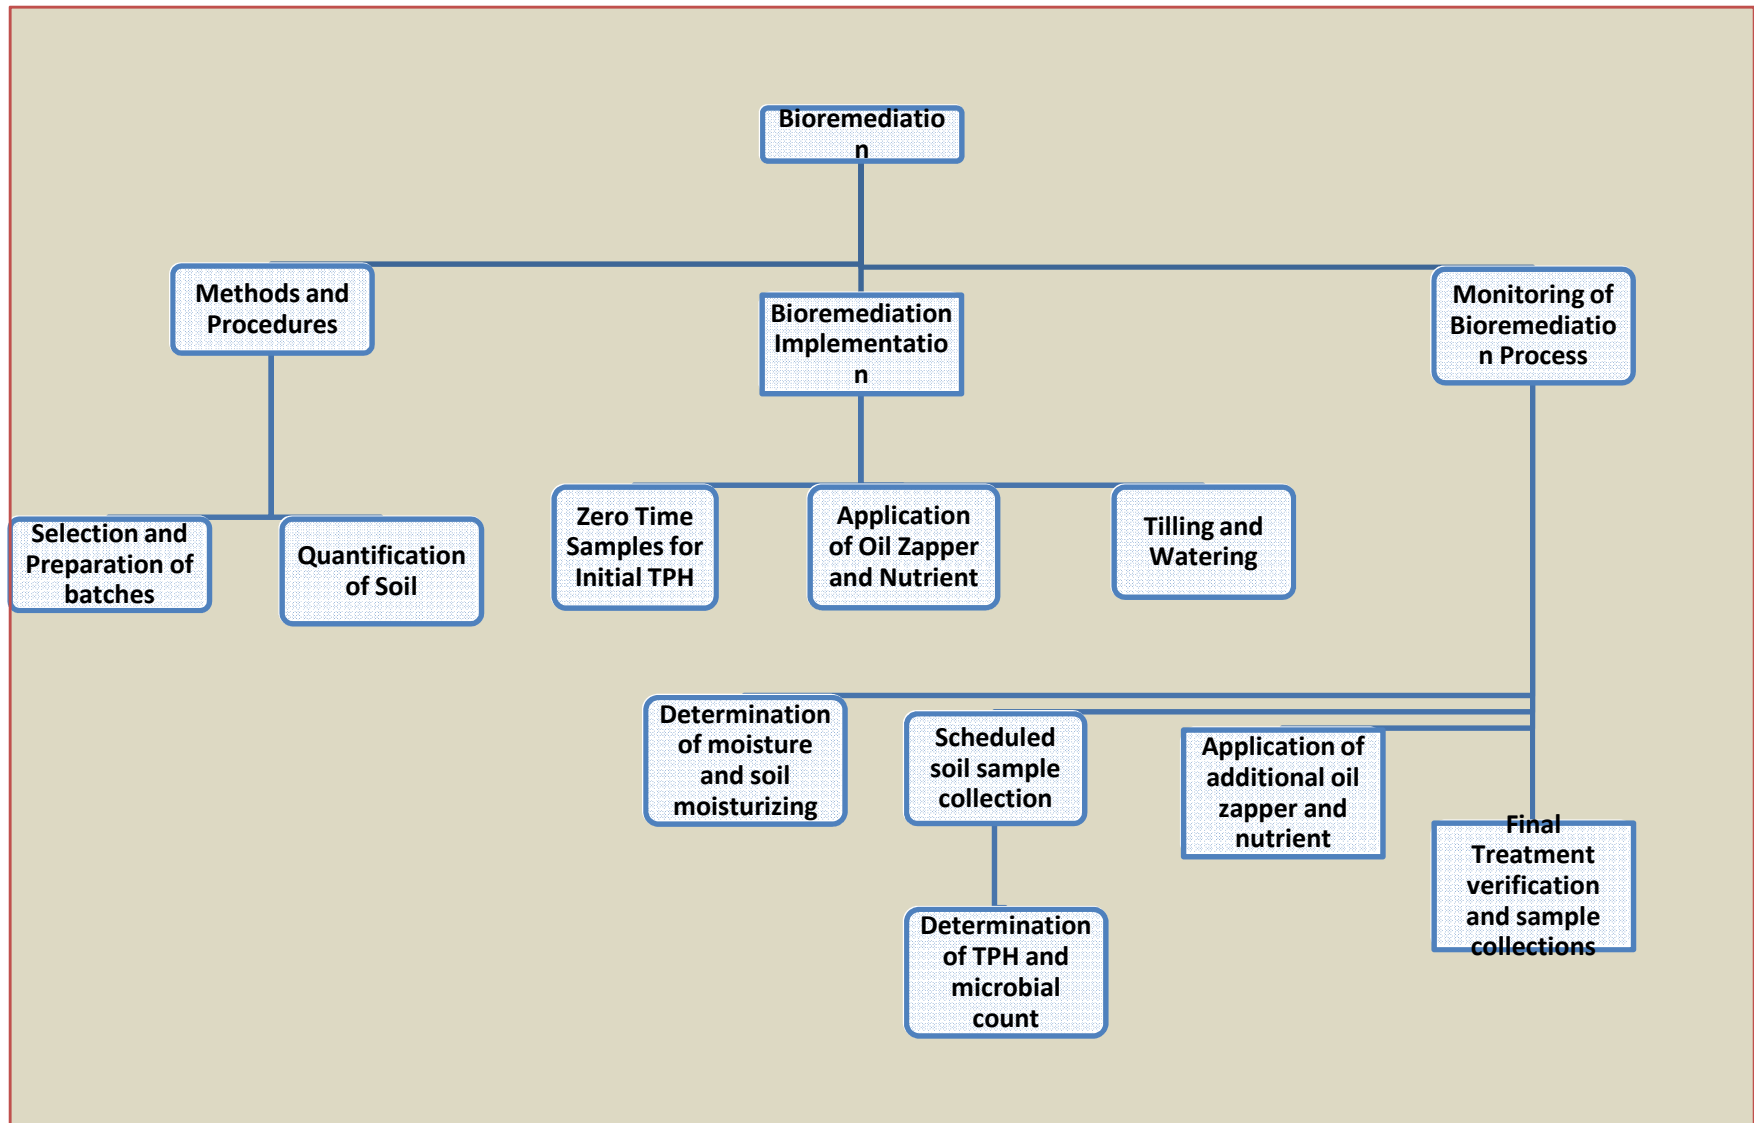 Bioremediatio
n
Methods and
Procedures
Bioremediation
Implementatio
n
Monitoring of
Bioremediatio
n Process
Selection and
Preparation of
batches
Quantification
of Soil
Zero Time
Samples for
Initial TPH
Application
of Oil Zapper
and Nutrient
Tilling and
Watering
Determination
of moisture
and soil
moisturizing
Scheduled
soil sample
collection
Application of
additional oil
zapper and
nutrient
Final
Treatment
verification
and sample
collections
Determination
of TPH and
microbial
count